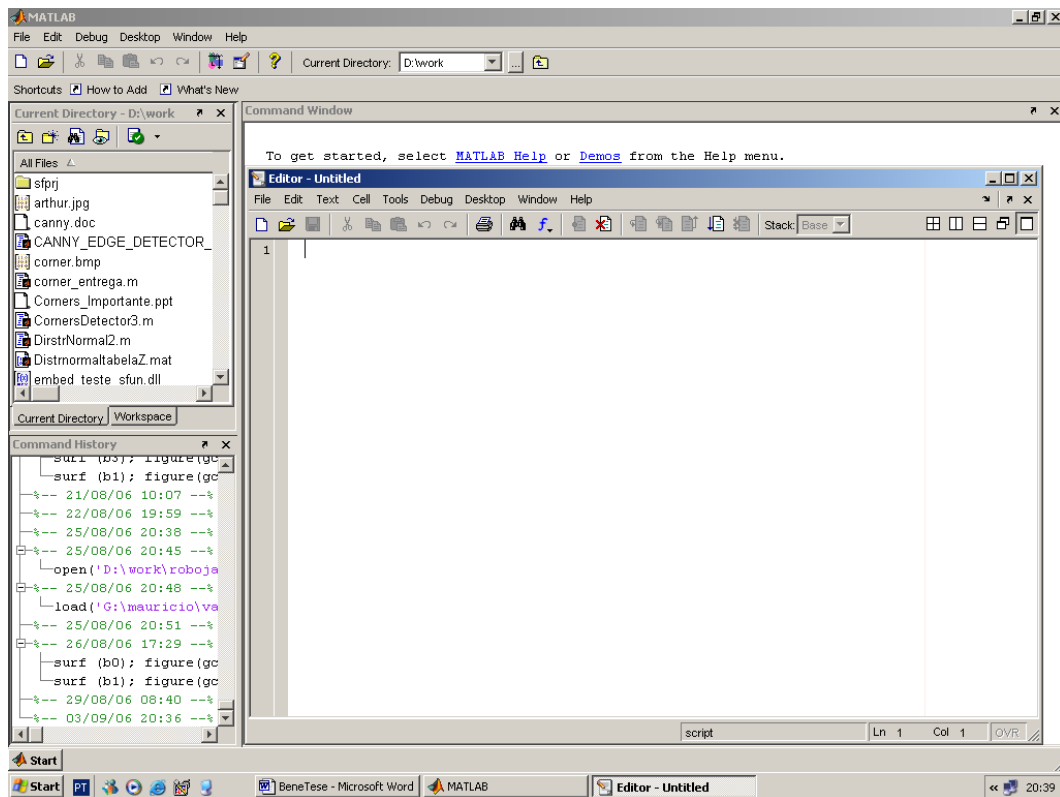 MATLAB
File Edit Debug Desktop Window Help
Current Directory: D:\work
...
Shortcuts How to Add What's New
Current Directory - D:\work
All Files
sfprj
arthur.jpg
canny.doc
CANNY_EDGE_DETECTOR_
corner.bmp
corner_entrega.m
Corners_Importante.ppt
CornersDetector3.m
DirstrNormal2.m
DistrnormaltabelaZ.mat
embed_teste_sfun.dll
Current Directory Workspace
Command History
surf (b3); figure(gc
surf (b1); figure(gc
%-- 21/08/06 10:07 --%
%-- 22/08/06 19:59 --%
%-- 25/08/06 20:38 --%
%-- 25/08/06 20:45 --%
open('D:\work\roboja
%-- 25/08/06 20:48 --%
load('G:\mauricio\va
%-- 25/08/06 20:51 --%
%-- 26/08/06 17:29 --%
surf (b0); figure(gc
surf (b1); figure(gc
%-- 29/08/06 08:40 --%
%-- 03/09/06 20:36 --%
Command Window
To get started, select MATLAB Help or Demos from the Help menu.
Editor - Untitled
File Edit Text Cell Tools Debug Desktop Window Help
Stack: Base
1
script Ln 1 Col 1 OVR
Start
Start PT BeneTese - Microsoft Word MATLAB Editor - Untitled « 20:39